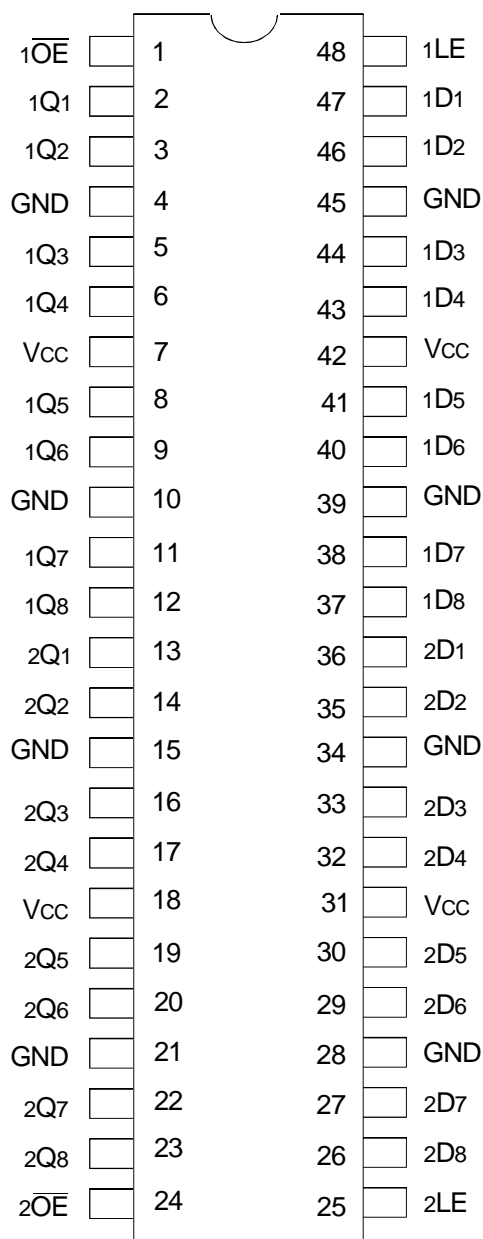 1OE 1 48 1LE
1Q1 2 47 1D1
1Q2 3 46 1D2
GND 4 45 GND
1Q3 5 44 1D3
1Q4 6 43 1D4
VCC 7 42 VCC
1Q5 8 41 1D5
1Q6 9 40 1D6
GND 10 39 GND
1Q7 11 38 1D7
1Q8 12 37 1D8
2Q1 13 36 2D1
2Q2 14 35 2D2
GND 15 34 GND
2Q3 16 33 2D3
2Q4 17 32 2D4
VCC 18 31 VCC
2Q5 19 30 2D5
2Q6 20 29 2D6
GND 21 28 GND
2Q7 22 27 2D7
2Q8 23 26 2D8
2OE 24 25 2LE